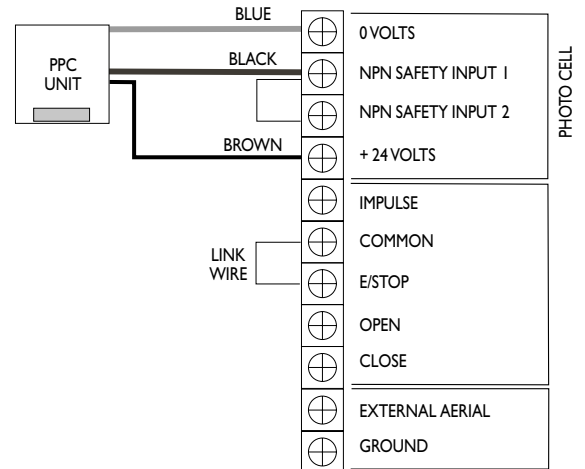 BLUE
0 VOLTS
PPC
UNIT
BLACK
NPN SAFETY INPUT 1
NPN SAFETY INPUT 2
BROWN
+ 24 VOLTS
PHOTO CELL
IMPULSE
COMMON
LINK
WIRE
E/STOP
OPEN
CLOSE
EXTERNAL AERIAL
GROUND